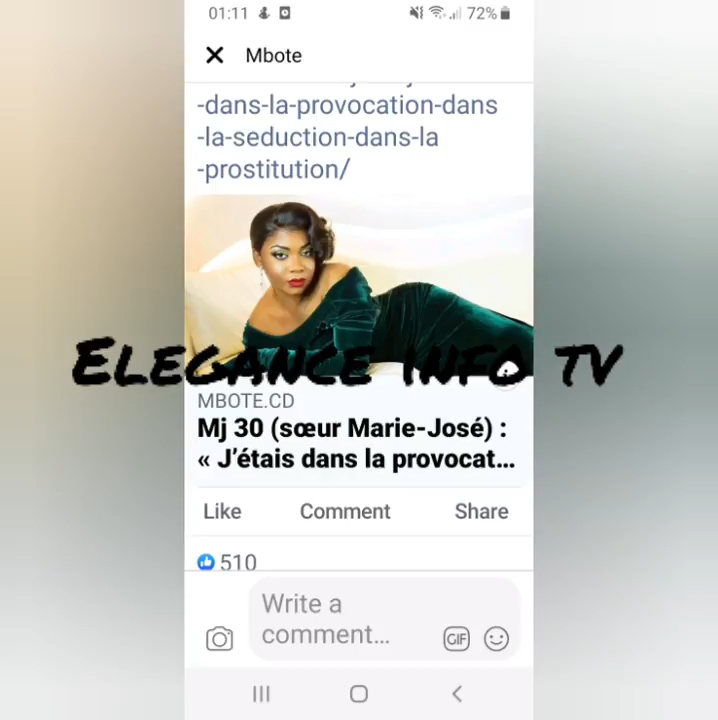 01:11
72%
Mbote
-dans-la-provocation-dans
-la-seduction-dans-la
-prostitution/
ELEGANCE INFO TV
MBOTE.CD
Mj 30 (sœur Marie-José) :
« J’étais dans la provocat...
Like Comment Share
510
Write a
comment...
GIF